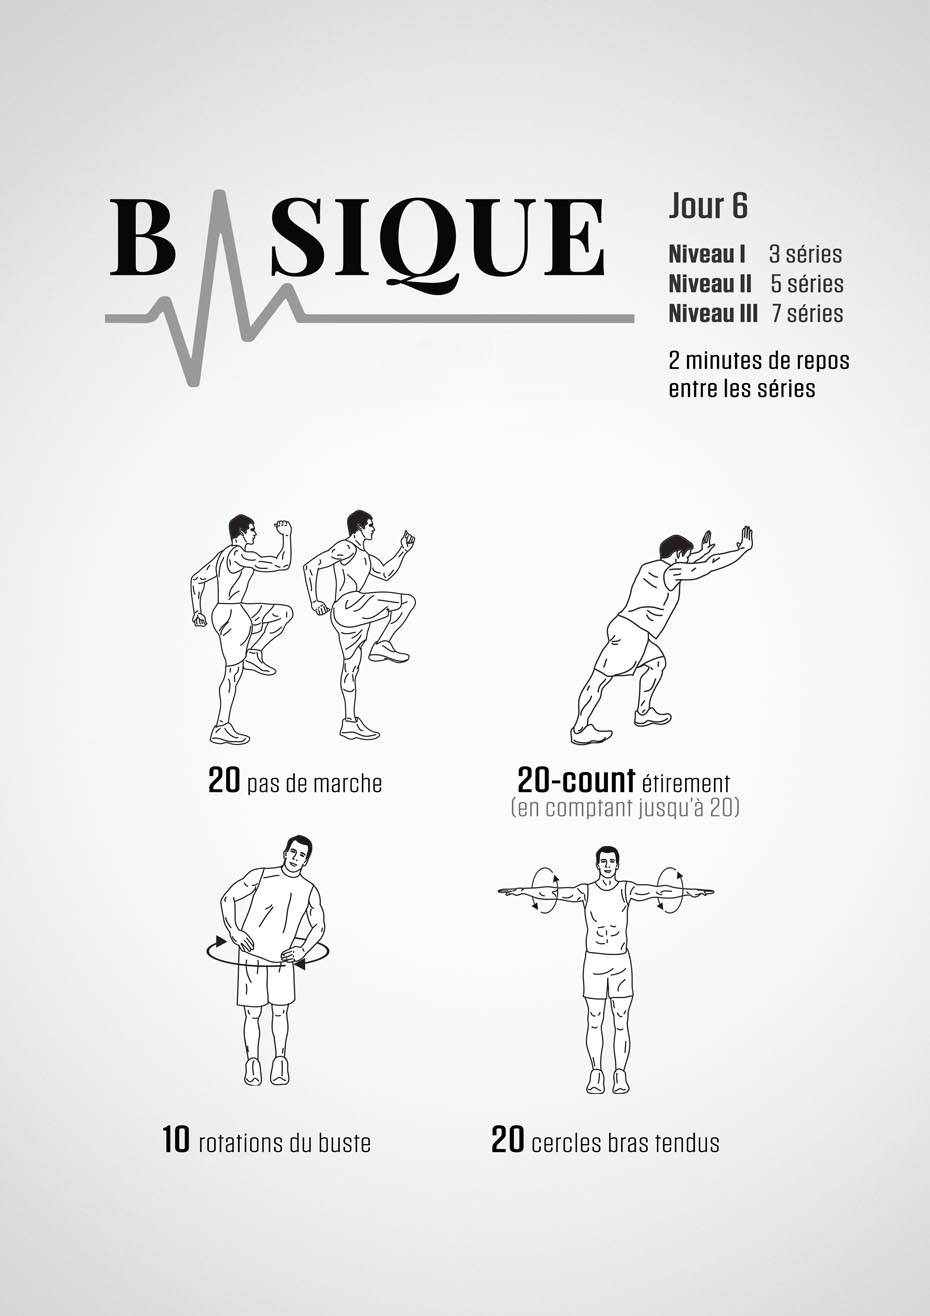 BASIQUE
Jour 6
Niveau I 3 séries
Niveau II 5 séries
Niveau III 7 séries
2 minutes de repos
entre les séries
20 pas de marche
20-count étirement
(en comptant jusqu'à 20)
10 rotations du buste
20 cercles bras tendus